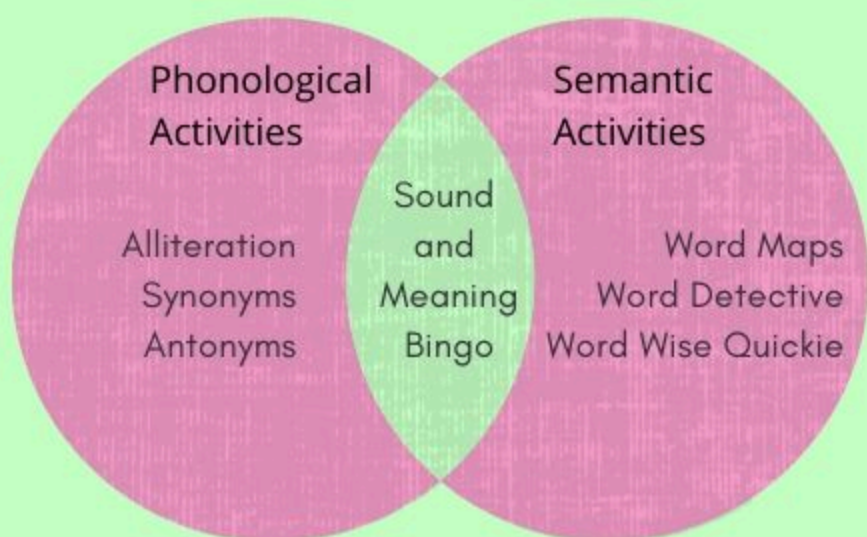 Phonological
Activities
Alliteration
Synonyms
Antonyms
Sound
and
Meaning
Bingo
Semantic
Activities
Word Maps
Word Detective
Word Wise Quickie